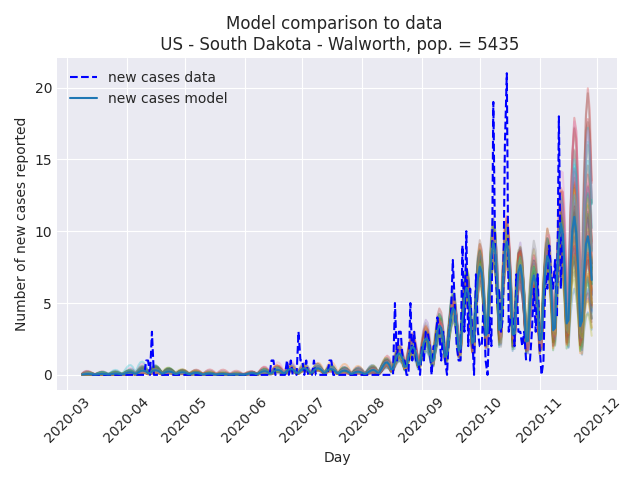 Model comparison to data
US - South Dakota - Walworth, pop. = 5435
new cases data
new cases model
Number of new cases reported
20
15
10
5
0
2020-03
2020-04
2020-05
2020-06
2020-07
2020-08
2020-09
2020-10
2020-11
2020-12
Day